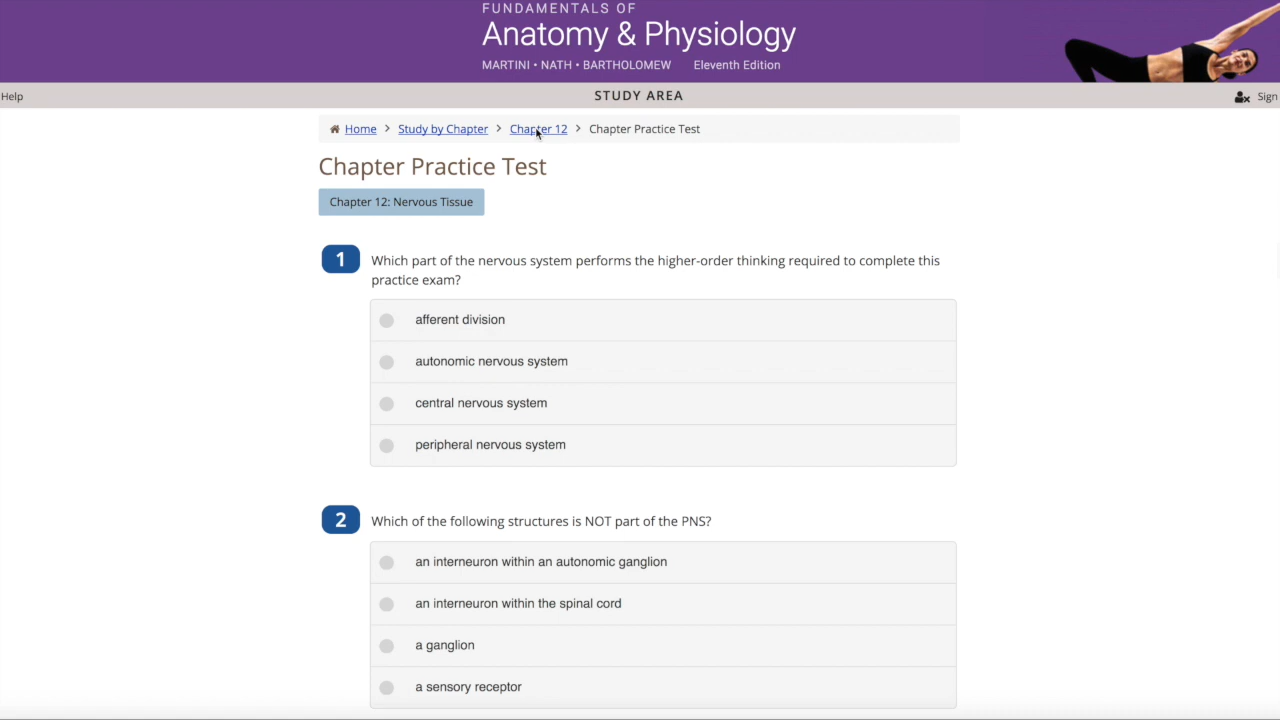 FUNDAMENTALS OF
Anatomy & Physiology
MARTINI • NATH • BARTHOLOMEW Eleventh Edition
Help STUDY AREA Sign
Home > Study by Chapter > Chapter 12 > Chapter Practice Test
Chapter Practice Test
Chapter 12: Nervous Tissue
1 Which part of the nervous system performs the higher-order thinking required to complete this
practice exam?
afferent division
autonomic nervous system
central nervous system
peripheral nervous system
2 Which of the following structures is NOT part of the PNS?
an interneuron within an autonomic ganglion
an interneuron within the spinal cord
a ganglion
a sensory receptor